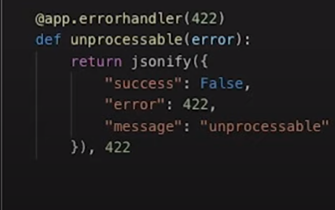 @app.errorhandler(422)
def unprocessable(error):
    return jsonify({
        "success": False,
        "error": 422,
        "message": "unprocessable"
    }), 422